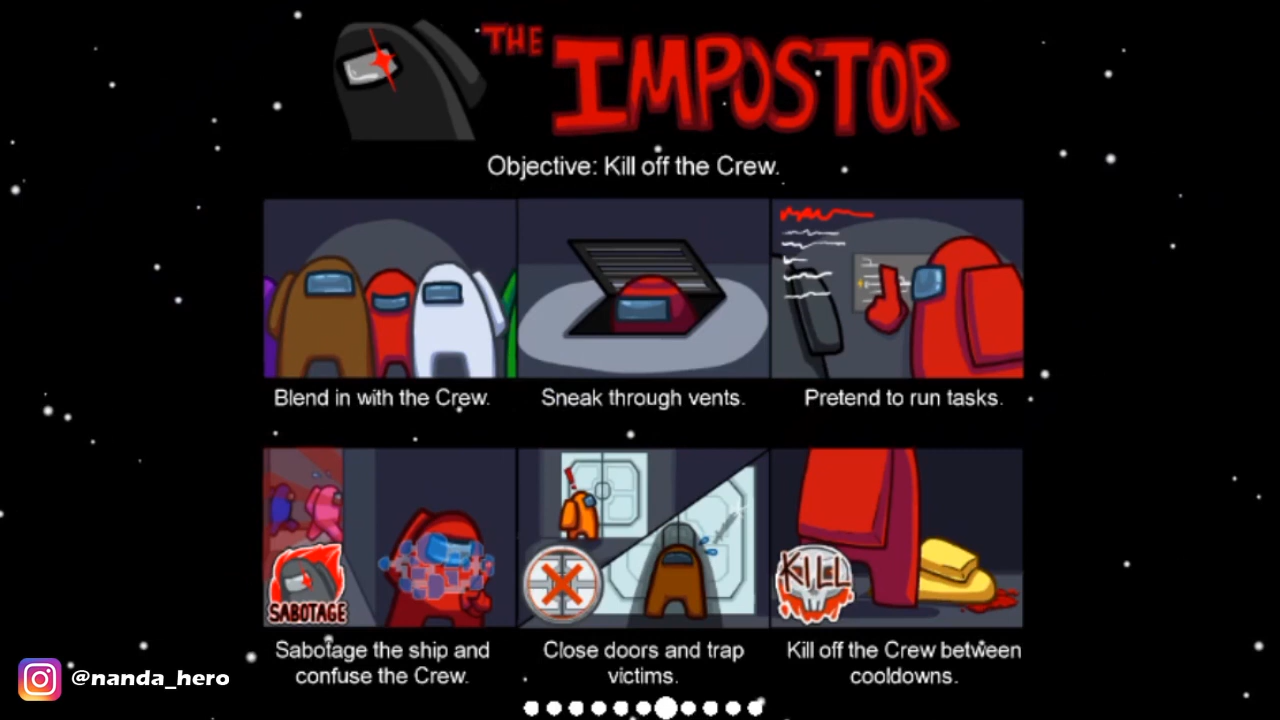 THE IMPOSTOR
Objective: Kill off the Crew.
Blend in with the Crew.
Sneak through vents.
Pretend to run tasks.
SABOTAGE
KILL
Sabotage the ship and
confuse the Crew.
Close doors and trap
victims.
Kill off the Crew between
cooldowns.
@nanda_hero